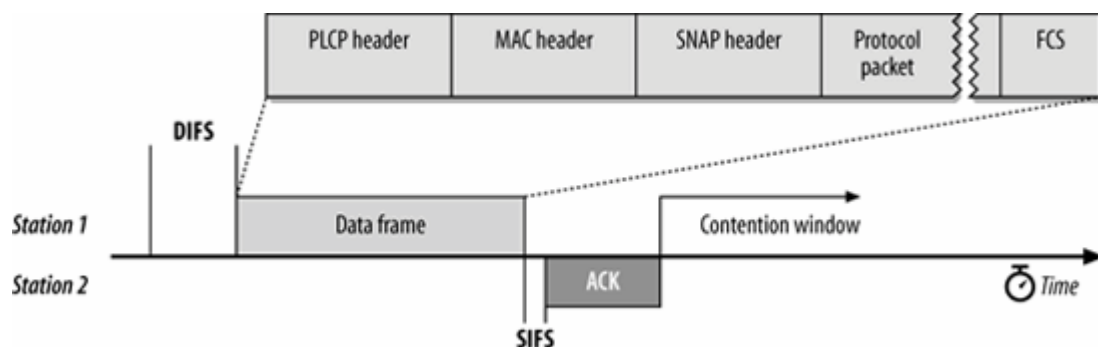 PLCP header
MAC header
SNAP header
Protocol
packet
FCS
DIFS
Station 1
Data frame
Contention window
Station 2
ACK
Time
SIFS